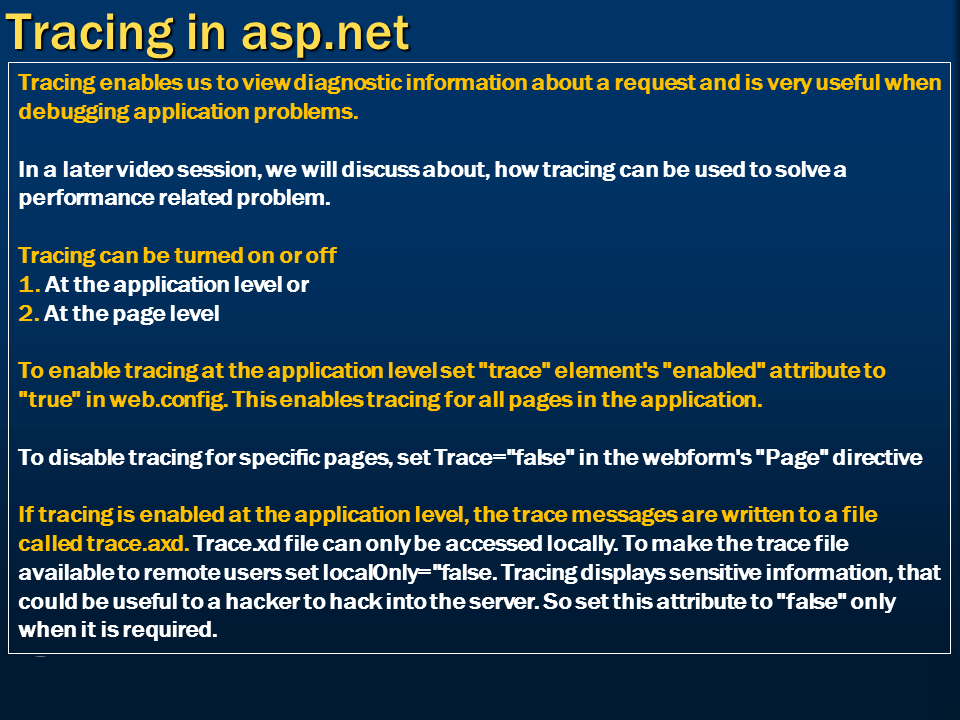 Tracing in asp.net
Tracing enables us to view diagnostic information about a request and is very useful when
debugging application problems.
In a later video session, we will discuss about, how tracing can be used to solve a
performance related problem.
Tracing can be turned on or off
1. At the application level or
2. At the page level
To enable tracing at the application level set "trace" element's "enabled" attribute to
"true" in web.config. This enables tracing for all pages in the application.
To disable tracing for specific pages, set Trace="false" in the webform's "Page" directive
If tracing is enabled at the application level, the trace messages are written to a file
called trace.axd. Trace.xd file can only be accessed locally. To make the trace file
available to remote users set localOnly="false. Tracing displays sensitive information, that
could be useful to a hacker to hack into the server. So set this attribute to "false" only
when it is required.